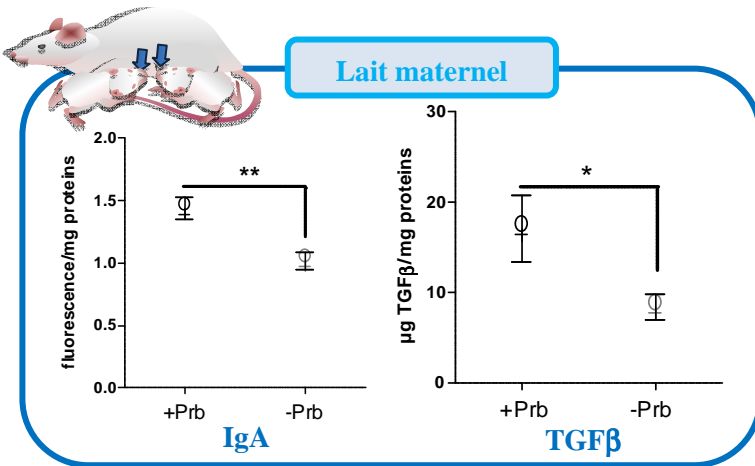 Lait maternel
fluorescence/mg proteins
2.0
1.5
1.0
0.5
0.0
**
+Prb
-Prb
IgA
µg TGFβ/mg proteins
30
20
10
0
*
+Prb
-Prb
TGFβ